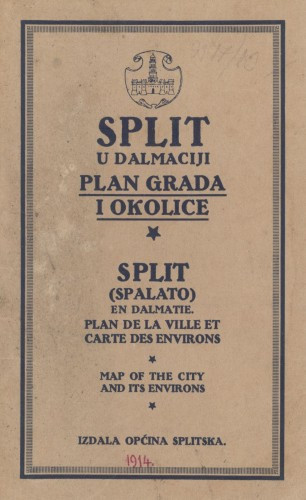 SPLIT
U DALMACIJI
PLAN GRADA
I OKOLICE
SPLIT
(SPALATO)
EN DALMATIE.
PLAN DE LA VILLE ET
CARTE DES ENVIRONS
MAP OF THE CITY
AND ITS ENVIRONS
IZDALA OPĆINA SPLITSKA.
1914.